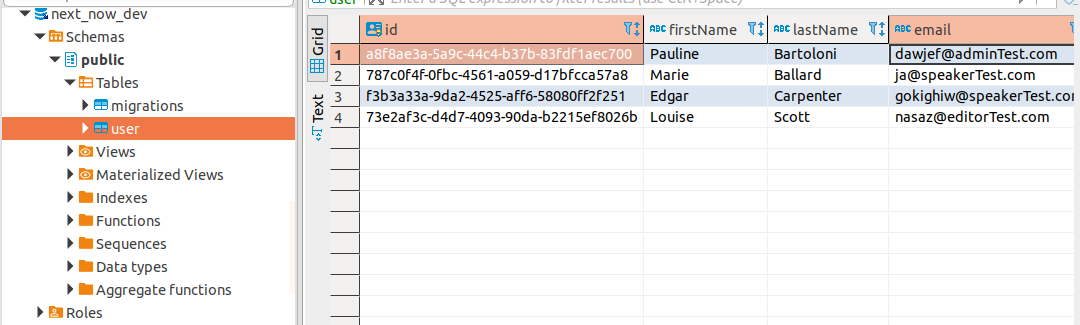 next_now_dev
Schemas
public
Tables
migrations
user
Views
Materialized Views
Indexes
Functions
Sequences
Data types
Aggregate functions
Roles
user
Grid
Text
id firstName lastName email
1 a8f8ae3a-5a9c-44c4-b37b-83fdf1aec700 Pauline Bartoloni dawjef@adminTest.com
2 787c0f4f-0fbc-4561-a059-d17bfcca57a8 Marie Ballard ja@speakerTest.com
3 f3b3a33a-9da2-4525-aff6-58080ff2f251 Edgar Carpenter gokighiw@speakerTest.co
4 73e2af3c-d4d7-4093-90da-b2215ef8026b Louise Scott nasaz@editorTest.com